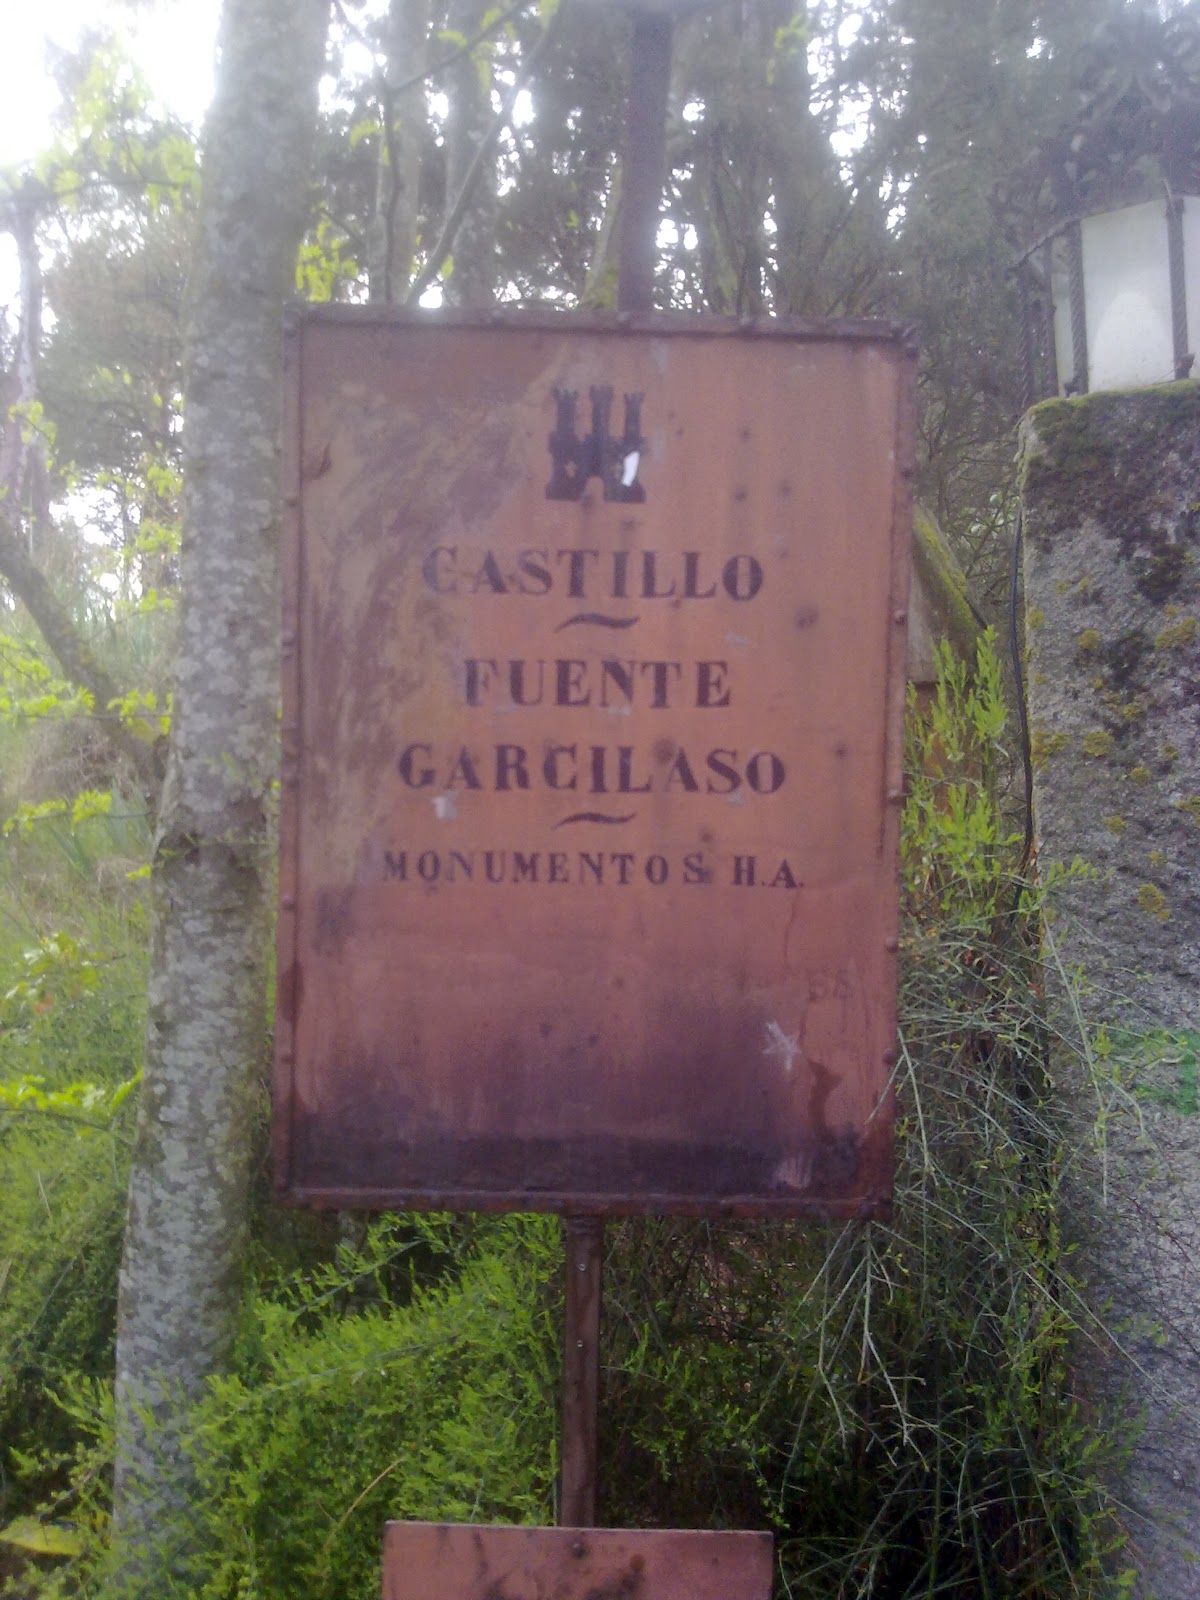 CASTILLO
FUENTE
GARCILASO
MONUMENTOS H.A.